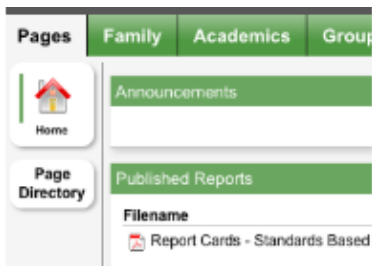 Pages Family Academics
Announcements
Home
Page
Directory
Published Reports
Filename
Report Cards - Standards Based